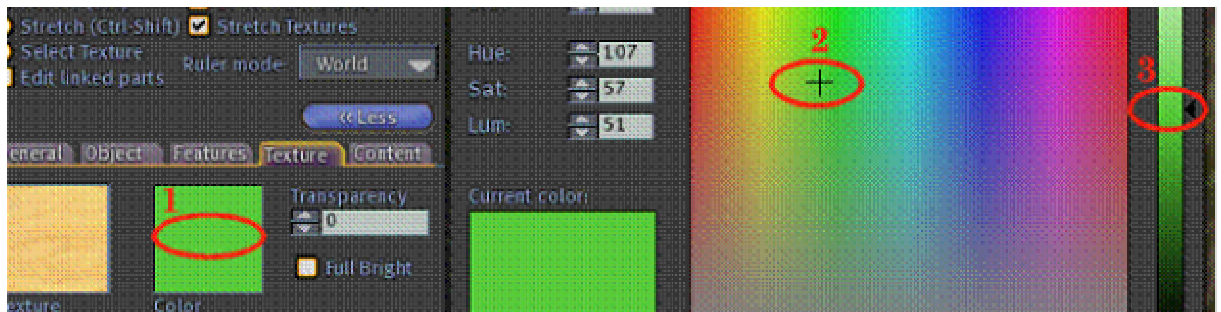 Stretch (Ctrl-Shift) Stretch Textures
Select Texture
Ruler mode: World
Edit linked parts
« Less
eneral Object Features Texture Content
1
Transparency
0
Full Bright
exture Color
Hue: 107
Sat: 57
Lum: 51
Current color:
2
3